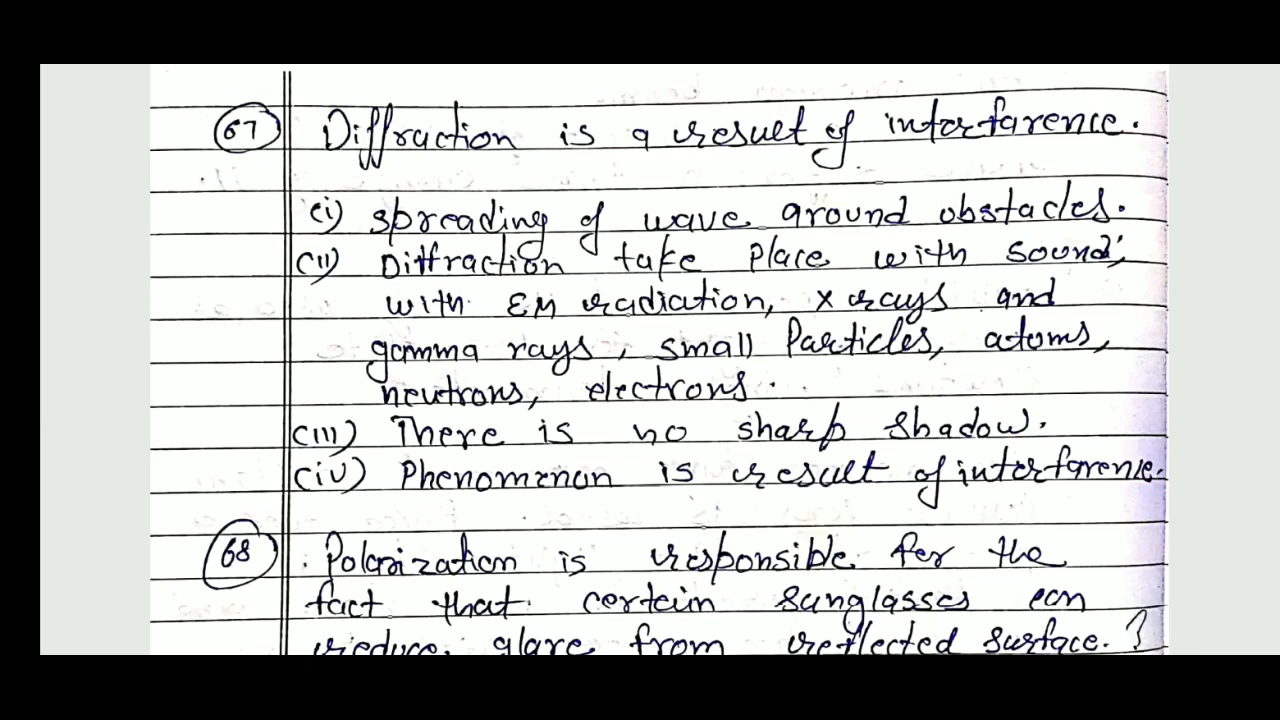 67 Diffraction is a result of interfarence.
(i) spreading of wave around obstacles.
(ii) Diffraction take place with sound;
with EM radiation, x rays and
gamma rays, small Particles, atoms,
neutrons, electrons.
(iii) There is no sharp shadow.
(iv) Phenomenon is result of interfarence.
68 Polarization is responsible for the
fact that certain sunglasses can
reduce glare from reflected surface.?